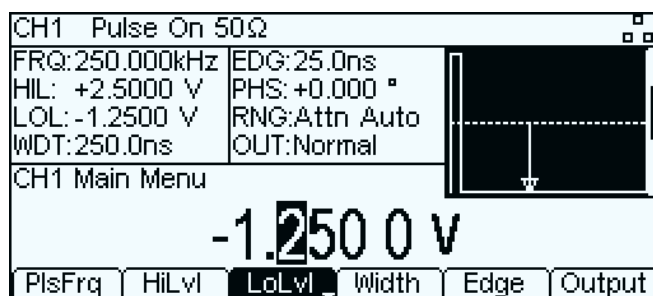 CH1 Pulse On 50Ω
FRQ:250.000kHz EDG:25.0ns
HIL: +2.5000 V PHS:+0.000 °
LOL:-1.2500 V RNG:Attn Auto
WDT:250.0ns OUT:Normal
CH1 Main Menu
-1.250 0 V
PlsFrq HiLvl LoLvl Width Edge Output